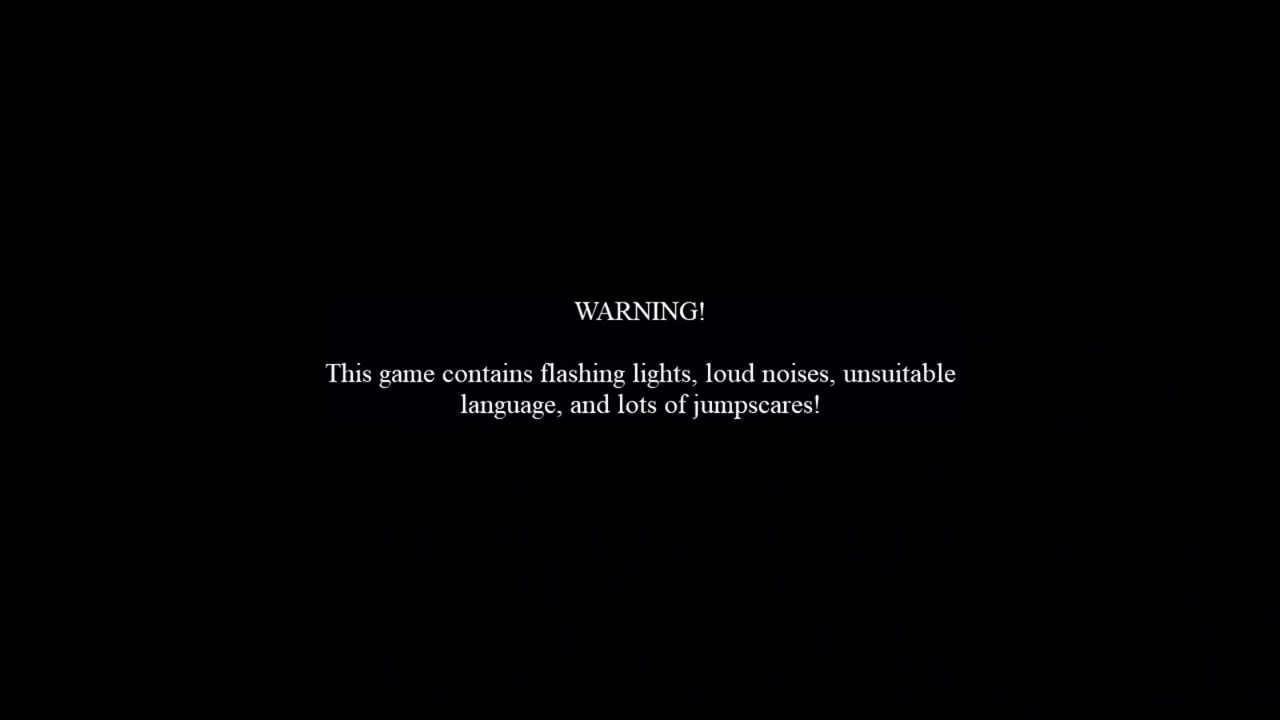 WARNING!
This game contains flashing lights, loud noises, unsuitable
language, and lots of jumpscares!